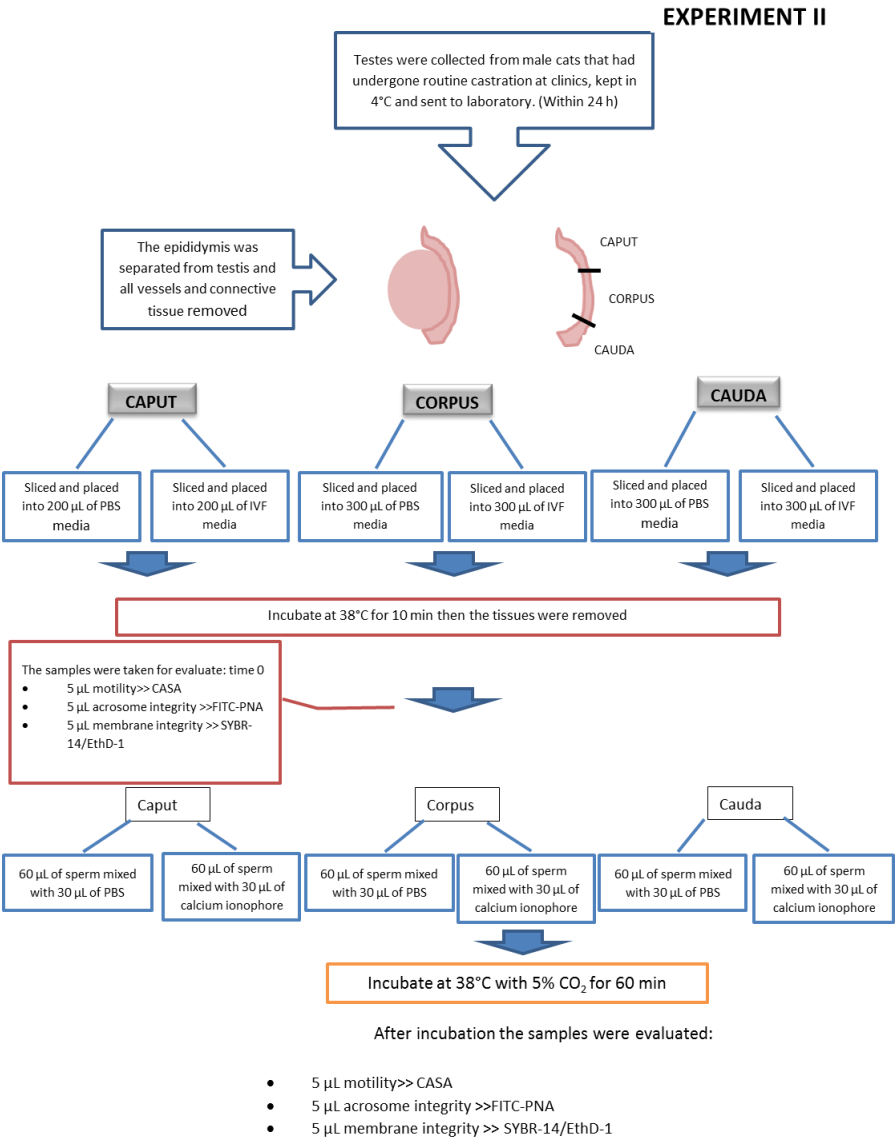 EXPERIMENT II
Testes were collected from male cats that had
undergone routine castration at clinics, kept in
4°C and sent to laboratory. (Within 24 h)
The epididymis was
separated from testis and
all vessels and connective
tissue removed
CAPUT
CORPUS
CAUDA
CAPUT
CORPUS
CAUDA
Sliced and placed
into 200 µL of PBS
media
Sliced and placed
into 200 µL of IVF
media
Sliced and placed
into 300 µL of PBS
media
Sliced and placed
into 300 µL of IVF
media
Sliced and placed
into 300 µL of PBS
media
Sliced and placed
into 300 µL of IVF
media
Incubate at 38°C for 10 min then the tissues were removed
The samples were taken for evaluate: time 0
• 5 µL motility>> CASA
• 5 µL acrosome integrity >>FITC-PNA
• 5 µL membrane integrity >> SYBR-
14/EthD-1
Caput
Corpus
Cauda
60 µL of sperm mixed
with 30 µL of PBS
60 µL of sperm
mixed with 30 µL of
calcium ionophore
60 µL of sperm mixed
with 30 µL of PBS
60 µL of sperm
mixed with 30 µL of
calcium ionophore
60 µL of sperm mixed
with 30 µL of PBS
60 µL of sperm
mixed with 30 µL of
calcium ionophore
Incubate at 38°C with 5% CO₂ for 60 min
After incubation the samples were evaluated:
• 5 µL motility>> CASA
• 5 µL acrosome integrity >>FITC-PNA
• 5 µL membrane integrity >> SYBR-14/EthD-1